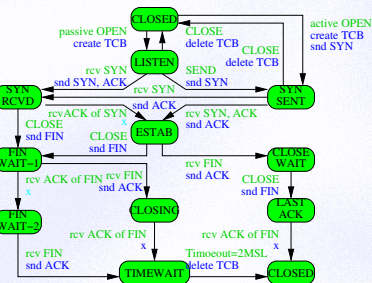 CLOSED
passive OPEN
create TCB
CLOSE
delete TCB
active OPEN
create TCB
snd SYN
CLOSE
delete TCB
LISTEN
rcv SYN
snd SYN, ACK
SEND
snd SYN
SYN
RCVD
rcv SYN
snd ACK
SYN
SENT
rcvACK of SYN
x
rcv SYN, ACK
snd ACK
CLOSE
snd FIN
ESTAB
CLOSE
snd FIN
rcv FIN
snd ACK
FIN
WAIT-1
CLOSE
WAIT
rcv ACK of FIN
x
rcv FIN
snd ACK
CLOSE
snd FIN
FIN
WAIT-2
CLOSING
LAST
ACK
rcv ACK of FIN
x
rcv ACK of FIN
x
rcv FIN
snd ACK
Timoeout=2MSL
delete TCB
TIMEWAIT
CLOSED